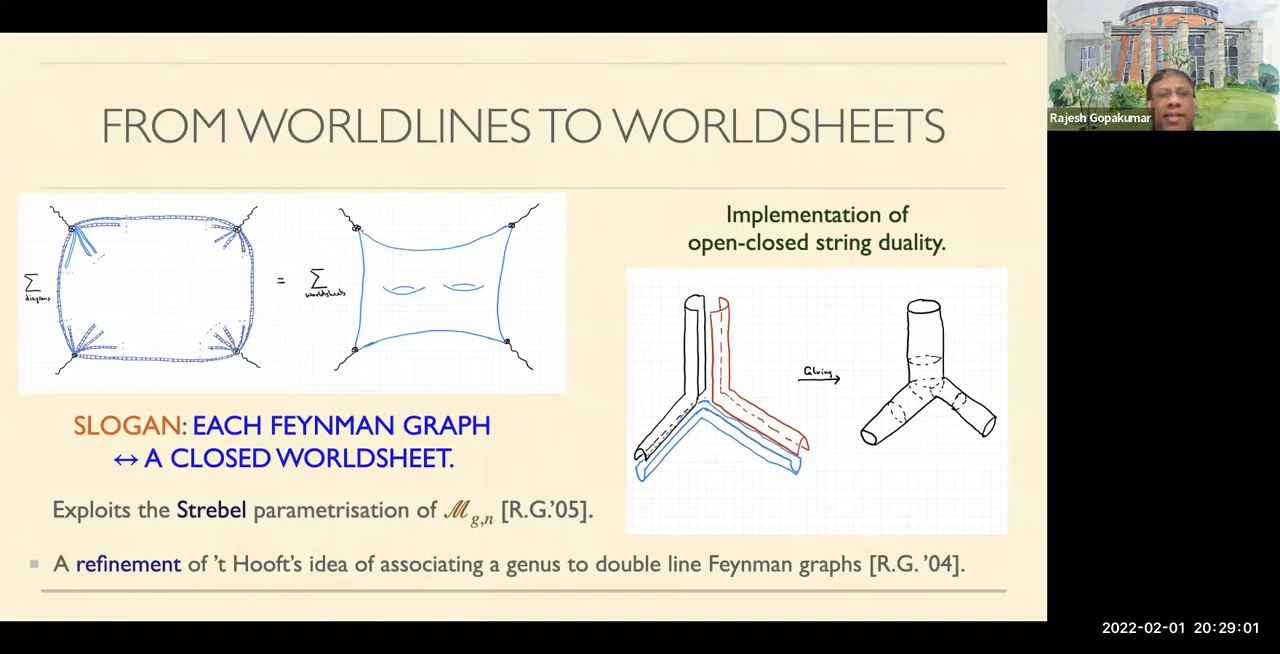 FROM WORLDLINES TO WORLDSHEETS
Σ
diagrams
=
Σ
worldsheets
Implementation of
open-closed string duality.
Gluing
SLOGAN: EACH FEYNMAN GRAPH
↔ A CLOSED WORLDSHEET.
Exploits the Strebel parametrisation of ℳg,n [R.G.'05].
A refinement of 't Hooft's idea of associating a genus to double line Feynman graphs [R.G. '04].
Rajesh Gopakumar
2022-02-01 20:29:01